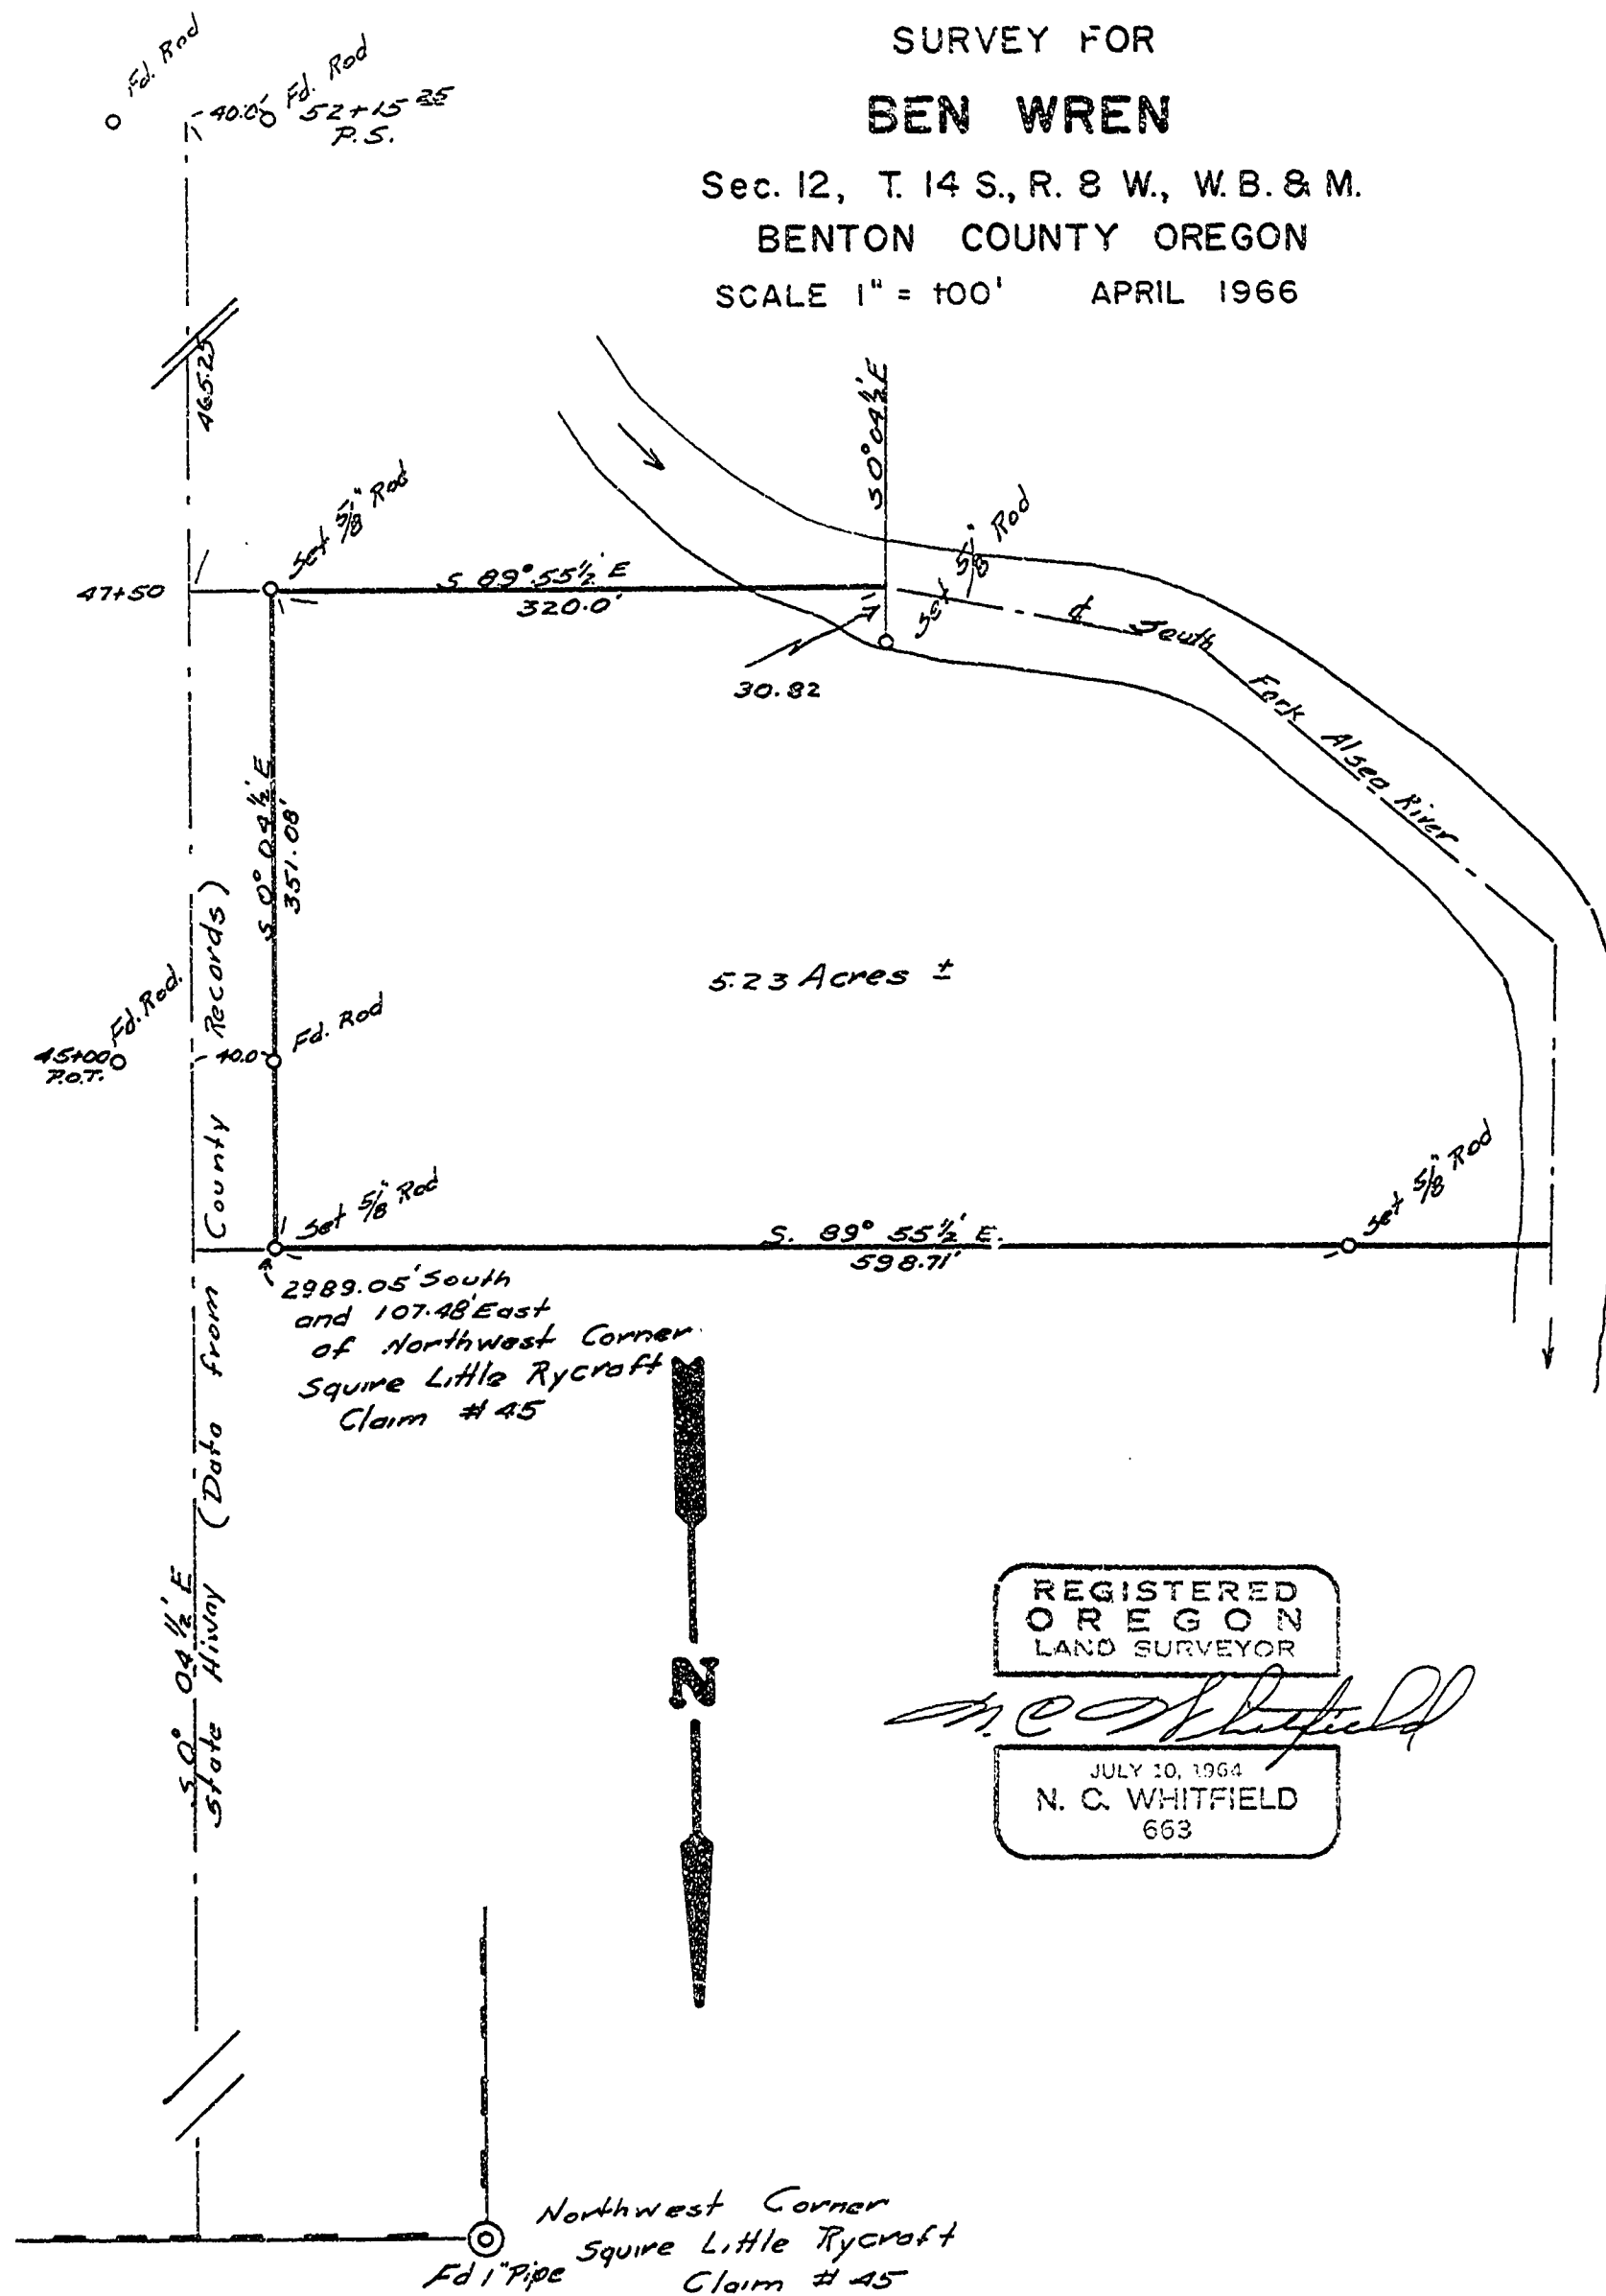 SURVEY FOR
BEN WREN
Sec. 12, T. 14 S., R. 8 W., W. B. & M.
BENTON COUNTY OREGON
SCALE 1" = 100' APRIL 1966
Fd. Rod
40.0'
Fd. Rod
52+15 25
P.S.
465.25
S 0° 04½' E
Set 5/8" Rod
Set 5/8" Rod
47+50
S 89° 55½' E
320.0'
30.82
℄ South Fork Alsea River
S 0° 04½' E
351.08'
5.23 Acres ±
Fd. Rod.
45+00
P.O.T.
40.0
Fd. Rod
Set 5/8" Rod
Set 5/8" Rod
S. 89° 55½' E.
598.71'
2989.05' South
and 107.48' East
of Northwest Corner
Squire Little Rycraft
Claim # 45
S 0° 04½' E
State Hiway (Data from County Records)
N
REGISTERED
OREGON
LAND SURVEYOR
N. C. Whitfield
JULY 10, 1964
N. C. WHITFIELD
663
Northwest Corner
Squire Little Rycraft
Claim # 45
Fd 1" Pipe